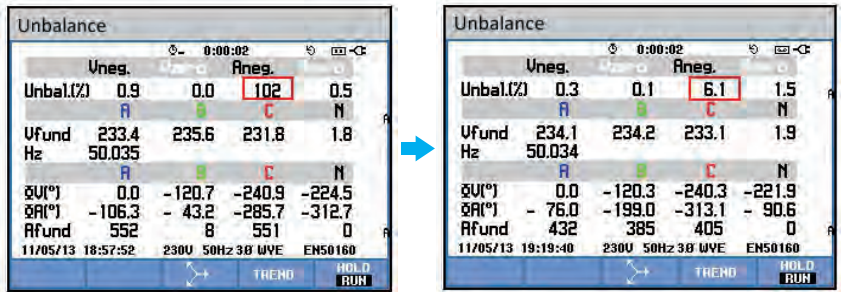 Unbalance
0:00:02
Vneg. Aneg.
Unbal.(%) 0.9 0.0 102 0.5
A B C N
Vfund 233.4 235.6 231.8 1.8
Hz 50.035
A B C N
ΦV(°) 0.0 -120.7 -240.9 -224.5
ΦA(°) -106.3 - 43.2 -285.7 -312.7
Afund 552 8 551 0
11/05/13 18:57:52 230V 50Hz 3Ø WYE EN50160
TREND HOLD
RUN
Unbalance
0:00:02
Vneg. Aneg.
Unbal.(%) 0.3 0.1 6.1 1.5
A B C N
Vfund 234.1 234.2 233.1 1.9
Hz 50.034
A B C N
ΦV(°) 0.0 -120.3 -240.3 -221.9
ΦA(°) - 76.0 -199.0 -313.1 - 90.6
Afund 432 385 405 0
11/05/13 19:19:40 230V 50Hz 3Ø WYE EN50160
TREND HOLD
RUN